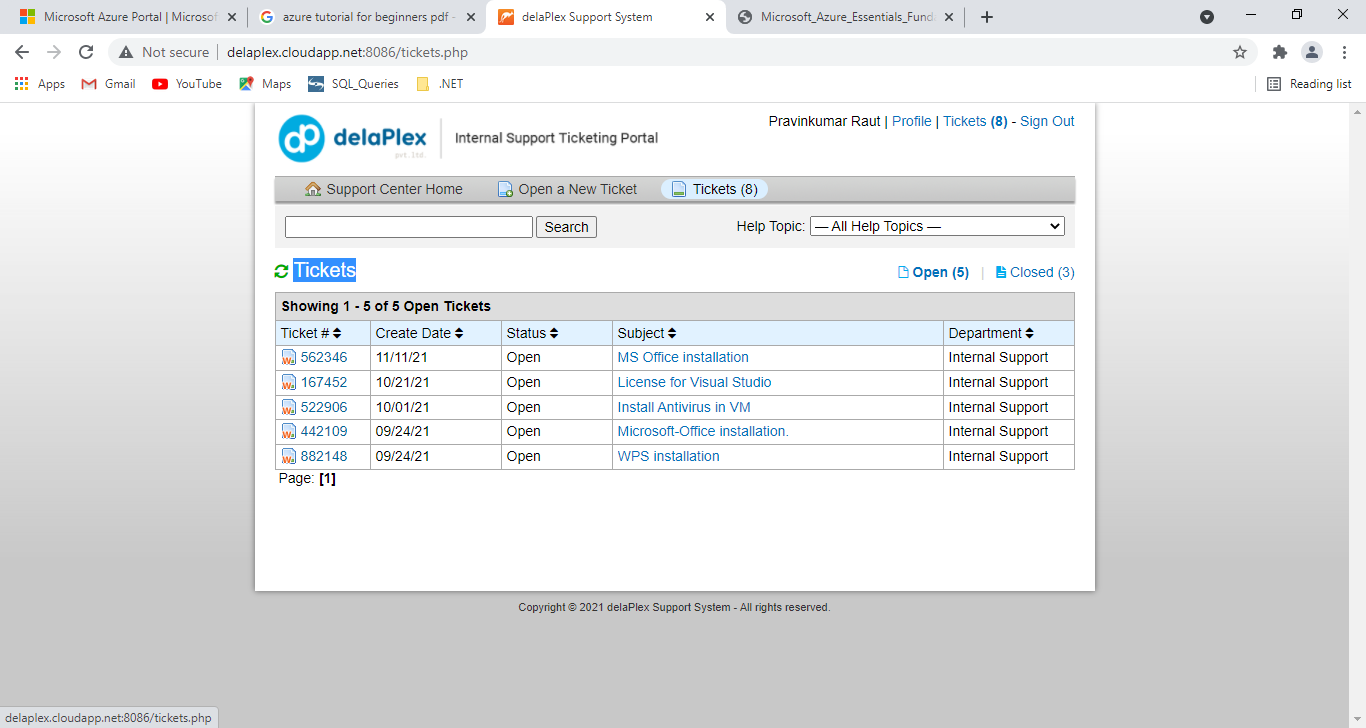 Microsoft Azure Portal | Microsof
azure tutorial for beginners pdf -
delaPlex Support System
Microsoft_Azure_Essentials_Fund
Not secure
delaplex.cloudapp.net:8086/tickets.php
Apps
Gmail
YouTube
Maps
SQL_Queries
.NET
Reading list
dp delaPlex
pvt.ltd.
Internal Support Ticketing Portal
Pravinkumar Raut | Profile | Tickets (8) - Sign Out
Support Center Home
Open a New Ticket
Tickets (8)
Search
Help Topic: — All Help Topics —
Tickets
Open (5) | Closed (3)
Showing 1 - 5 of 5 Open Tickets
Ticket # Create Date Status Subject Department
562346 11/11/21 Open MS Office installation Internal Support
167452 10/21/21 Open License for Visual Studio Internal Support
522906 10/01/21 Open Install Antivirus in VM Internal Support
442109 09/24/21 Open Microsoft-Office installation. Internal Support
882148 09/24/21 Open WPS installation Internal Support
Page: [1]
Copyright © 2021 delaPlex Support System - All rights reserved.
delaplex.cloudapp.net:8086/tickets.php